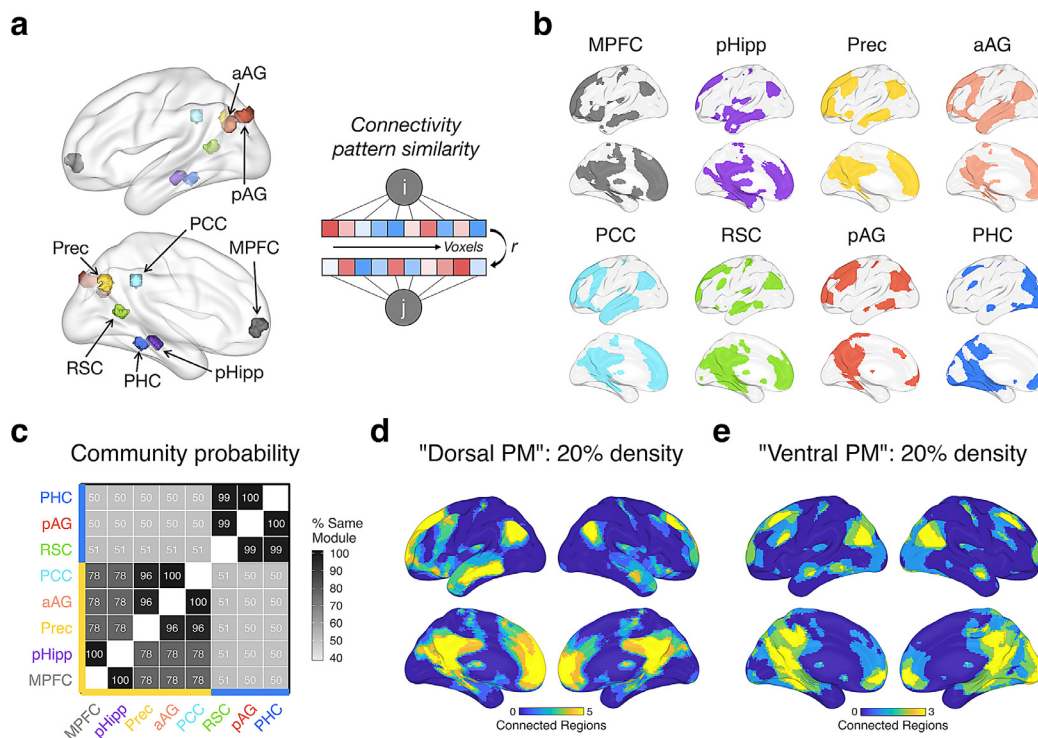 a
aAG
pAG
Prec
PCC
MPFC
RSC
PHC
pHipp
Connectivity
pattern similarity
i
Voxels
r
j
b
MPFC pHipp Prec aAG
PCC RSC pAG PHC
c
Community probability
PHC 50 50 50 50 50 99 100
pAG 50 50 50 50 50 99 100
RSC 51 51 51 51 51 99 99
PCC 78 78 96 100 51 50 50
aAG 78 78 96 100 51 50 50
Prec 78 78 96 96 51 50 50
pHipp 100 78 78 78 51 50 50
MPFC 100 78 78 78 51 50 50
MPFC pHipp Prec aAG PCC RSC pAG PHC
% Same
Module
100
90
80
70
60
50
40
d
"Dorsal PM": 20% density
0 5
Connected Regions
e
"Ventral PM": 20% density
0 3
Connected Regions